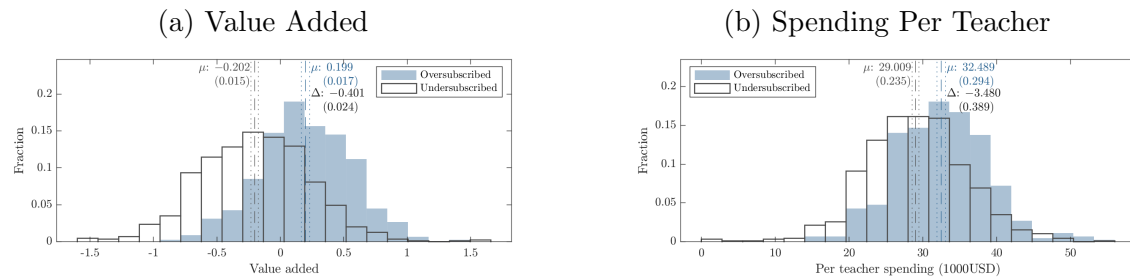 (a) Value Added
μ: −0.202
(0.015)
μ: 0.199
(0.017)
Δ: −0.401
(0.024)
Oversubscribed
Undersubscribed
Fraction
0.2
0.15
0.1
0.05
0
-1.5 -1 -0.5 0 0.5 1 1.5
Value added
(b) Spending Per Teacher
μ: 29.009
(0.235)
μ: 32.489
(0.294)
Δ: −3.480
(0.389)
Oversubscribed
Undersubscribed
Fraction
0.2
0.15
0.1
0.05
0
0 10 20 30 40 50
Per teacher spending (1000USD)